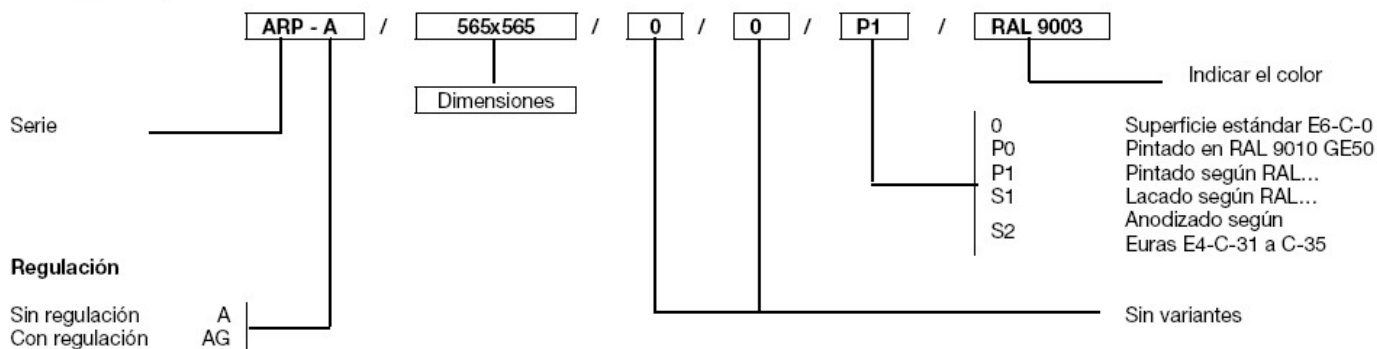 ARP - A / 565x565 / 0 / 0 / P1 / RAL 9003
Indicar el color
Dimensiones
Serie
0 Superficie estándar E6-C-0
P0 Pintado en RAL 9010 GE50
P1 Pintado según RAL...
S1 Lacado según RAL...
S2 Anodizado según
Euras E4-C-31 a C-35
Regulación
Sin regulación A
Con regulación AG
Sin variantes